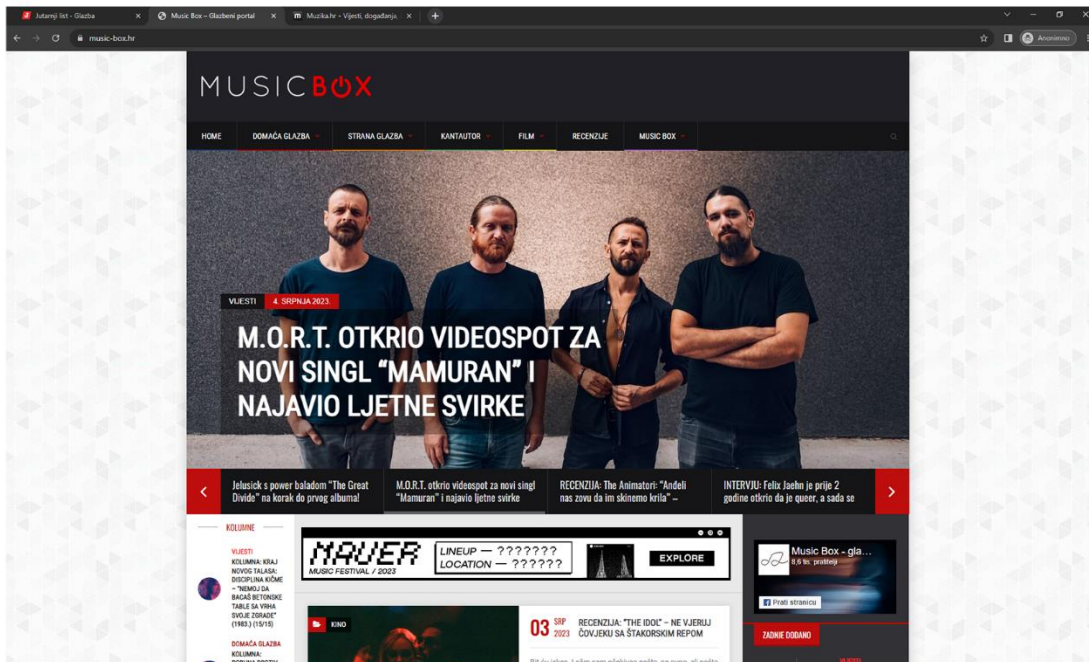 Jutarnji list - Glazba
Music Box – Glazbeni portal
Muzika.hr - Vijesti, događanja,
music-box.hr
Anonimno
MUSICBOX
HOME
DOMAĆA GLAZBA
STRANA GLAZBA
KANTAUTOR
FILM
RECENZIJE
MUSIC BOX
VIJESTI
4. SRPNJA 2023.
M.O.R.T. OTKRIO VIDEOSPOT ZA
NOVI SINGL “MAMURAN” I
NAJAVIO LJETNE SVIRKE
Jelusick s power baladom “The Great
Divide” na korak do prvog albuma!
M.O.R.T. otkrio videospot za novi singl
“Mamuran” i najavio ljetne svirke
RECENZIJA: The Animatori: “Anđeli
nas zovu da im skinemo krila” –
INTERVJU: Felix Jaehn je prije 2
godine otkrio da je queer, a sada se
KOLUMNE
VIJESTI
KOLUMNA: KRAJ
NOVOG TALASA:
DISCIPLINA KIČME
– “NEMOJ DA
BACAŠ BETONSKE
TABLE SA VRHA
SVOJE ZGRADE”
(1983.) (15/15)
DOMAĆA GLAZBA
KOLUMNA:
MAUER
MUSIC FESTIVAL / 2023
LINEUP — ???????
LOCATION — ??????
EXPLORE
KINO
03 SRP
2023
RECENZIJA: “THE IDOL” – NE VJERUJ
ČOVJEKU SA ŠTAKORSKIM REPOM
Music Box - gla...
8,6 tis. pratitelji
Prati stranicu
ZADNJE DODANO
VIJESTI